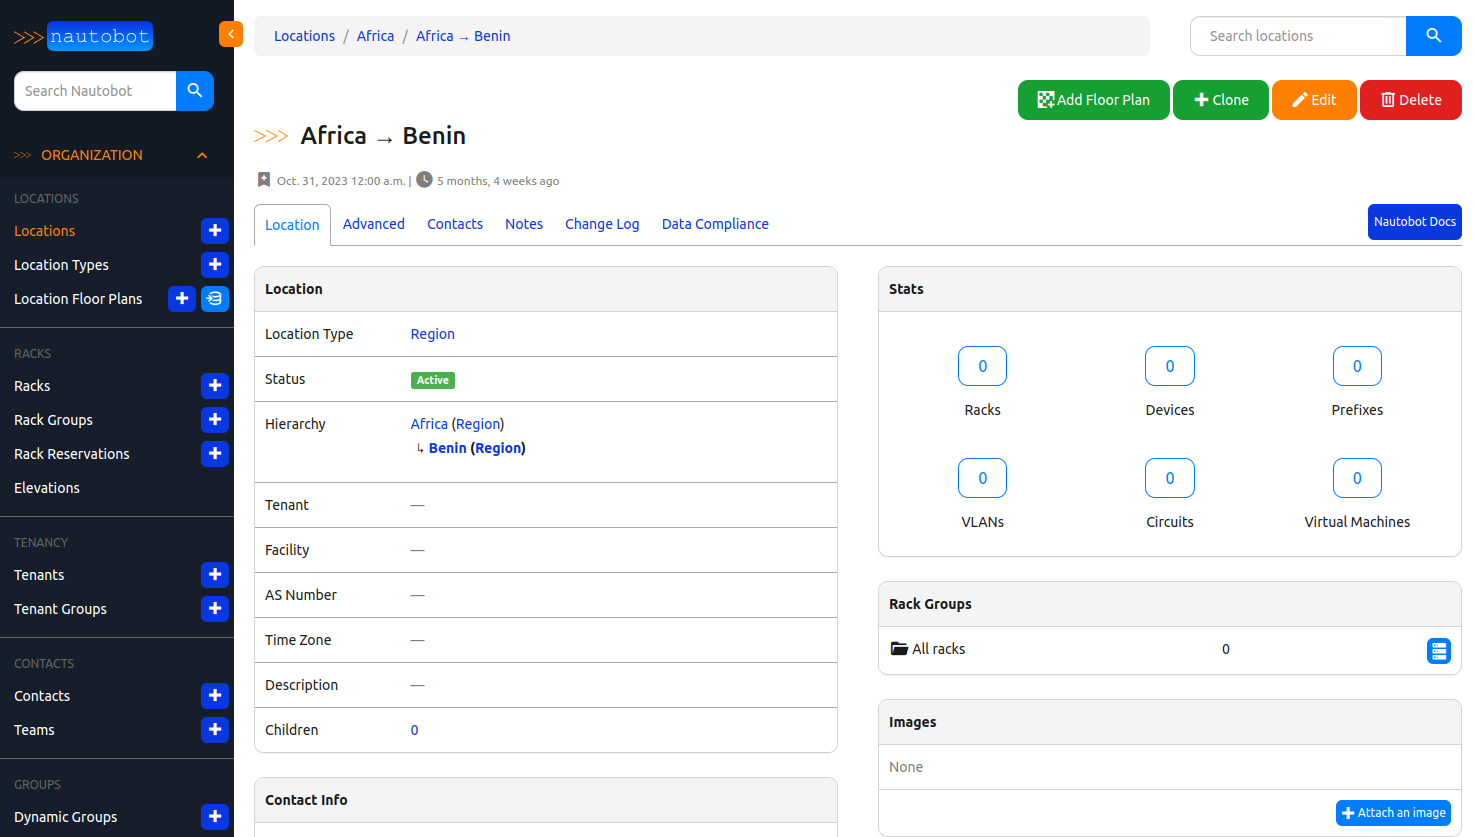 >>> nautobot
Search Nautobot
>>> ORGANIZATION
LOCATIONS
Locations
Location Types
Location Floor Plans
RACKS
Racks
Rack Groups
Rack Reservations
Elevations
TENANCY
Tenants
Tenant Groups
CONTACTS
Contacts
Teams
GROUPS
Dynamic Groups
Locations / Africa / Africa → Benin
Search locations
Add Floor Plan
Clone
Edit
Delete
>>> Africa → Benin
Oct. 31, 2023 12:00 a.m. | 5 months, 4 weeks ago
Location Advanced Contacts Notes Change Log Data Compliance
Nautobot Docs
Location
Location Type Region
Status Active
Hierarchy Africa (Region)
↳ Benin (Region)
Tenant —
Facility —
AS Number —
Time Zone —
Description —
Children 0
Contact Info
Stats
0 0 0
Racks Devices Prefixes
0 0 0
VLANs Circuits Virtual Machines
Rack Groups
All racks 0
Images
None
Attach an image